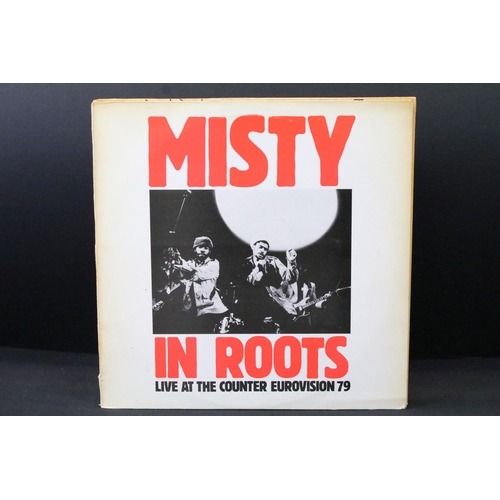 MISTY
IN ROOTS
LIVE AT THE COUNTER EUROVISION 79